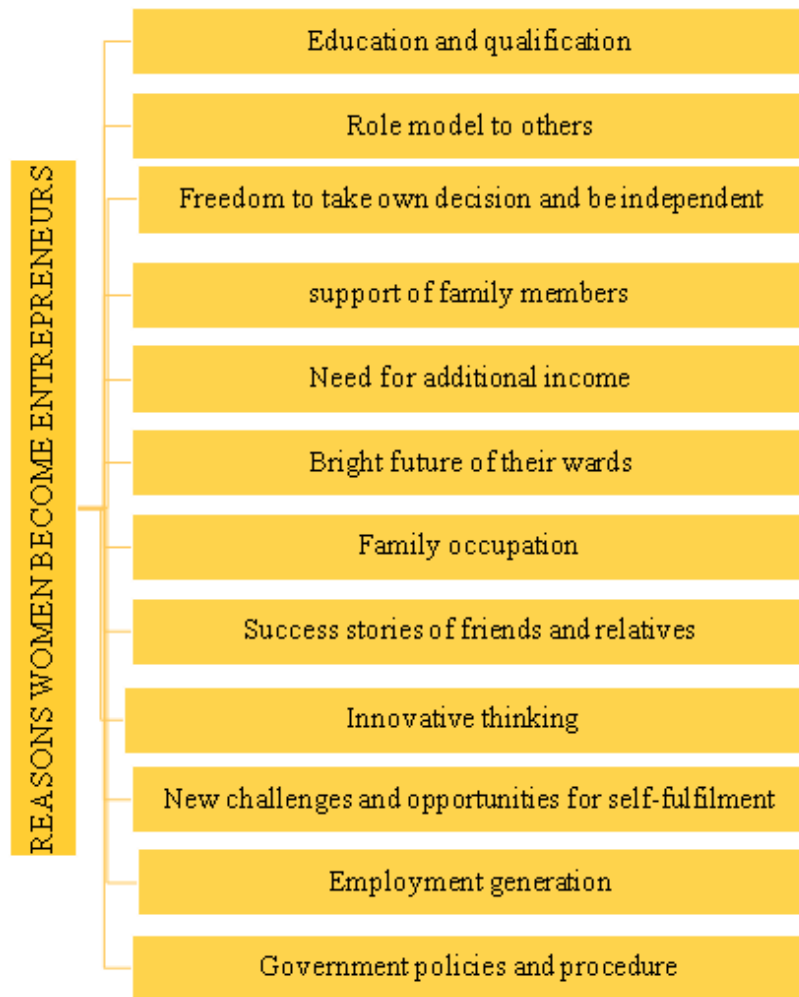 REASONS WOMEN BECOME ENTREPRENEURS
Education and qualification
Role model to others
Freedom to take own decision and be independent
support of family members
Need for additional income
Bright future of their wards
Family occupation
Success stories of friends and relatives
Innovative thinking
New challenges and opportunities for self-fulfilment
Employment generation
Government policies and procedure